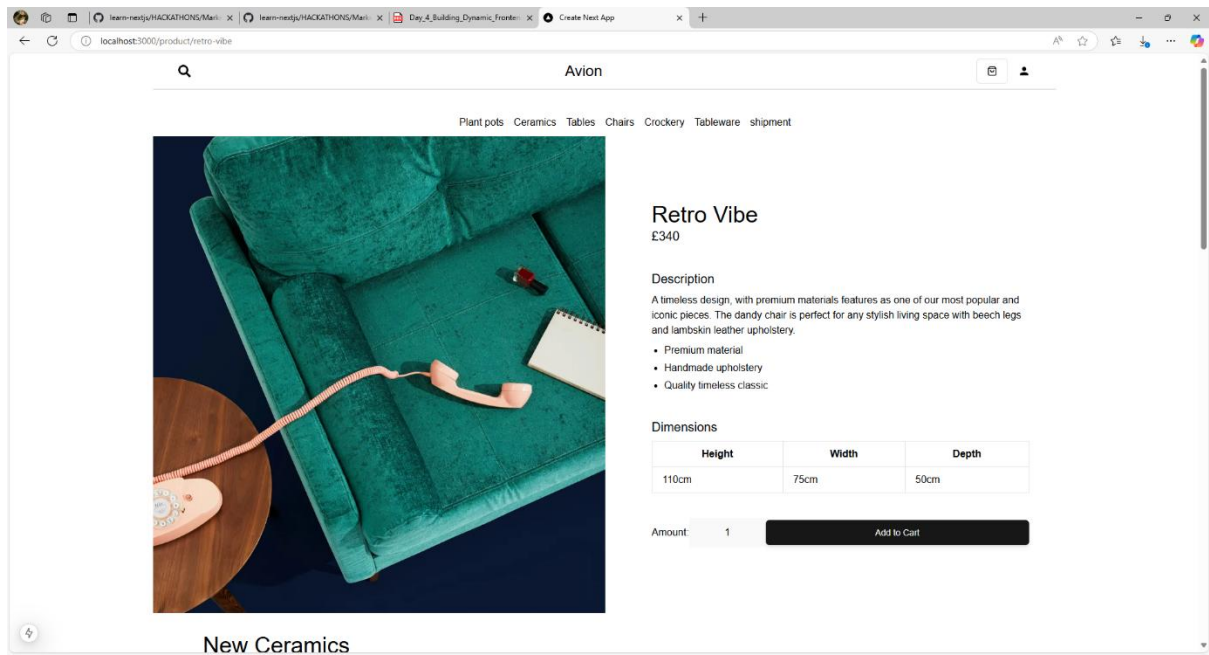 learn-nextjs/HACKATHONS/Mark
learn-nextjs/HACKATHONS/Mark
Day_4_Building_Dynamic_Fronte
Create Next App
localhost:3000/product/retro-vibe
Avion
Plant pots Ceramics Tables Chairs Crockery Tableware shipment
Retro Vibe
£340
Description
A timeless design, with premium materials features as one of our most popular and
iconic pieces. The dandy chair is perfect for any stylish living space with beech legs
and lambskin leather upholstery.
• Premium material
• Handmade upholstery
• Quality timeless classic
Dimensions
Height Width Depth
110cm 75cm 50cm
Amount: 1 Add to Cart
New Ceramics